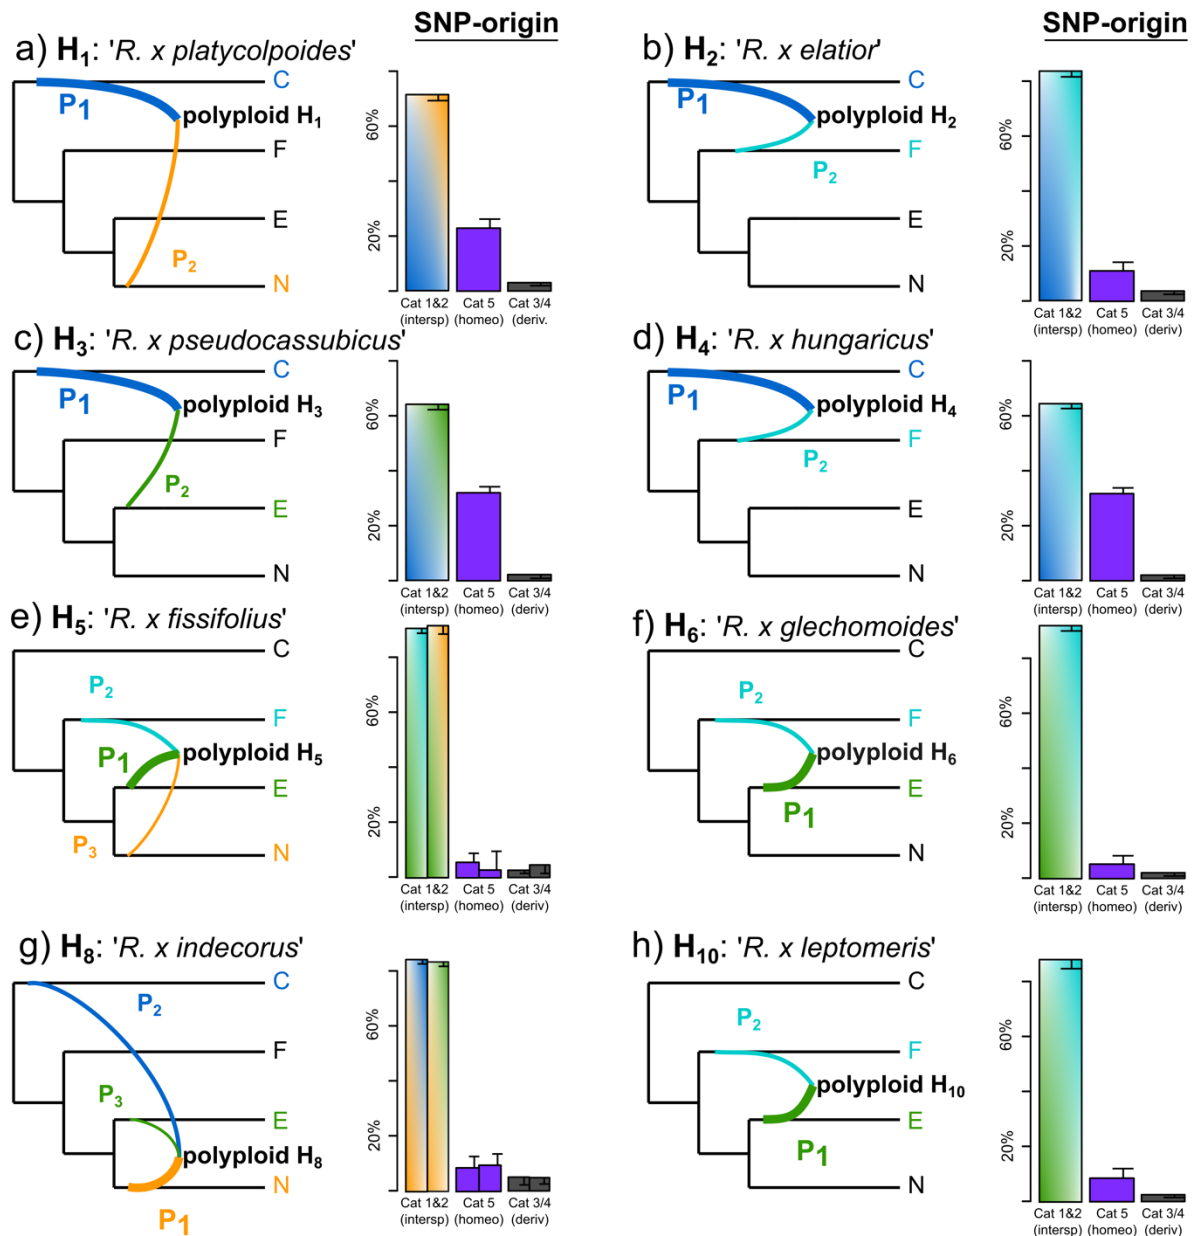 SNP-origin
SNP-origin
a) H1: 'R. x platycolpoides'
C
P1
polyploid H1
F
E
P2
N
60%
20%
Cat 1&2 Cat 5 Cat 3/4
(intersp) (homeo) (deriv.
b) H2: 'R. x elatior'
C
P1
polyploid H2
F
P2
E
N
60%
20%
Cat 1&2 Cat 5 Cat 3/4
(intersp) (homeo) (deriv)
c) H3: 'R. x pseudocassubicus'
C
P1
polyploid H3
F
P2
E
N
60%
20%
Cat 1&2 Cat 5 Cat 3/4
(intersp) (homeo) (deriv)
d) H4: 'R. x hungaricus'
C
P1
polyploid H4
F
P2
E
N
60%
20%
Cat 1&2 Cat 5 Cat 3/4
(intersp) (homeo) (deriv)
e) H5: 'R. x fissifolius'
C
P2
F
P1
polyploid H5
E
P3
N
60%
20%
Cat 1&2 Cat 5 Cat 3/4
(intersp) (homeo) (deriv)
f) H6: 'R. x glechomoides'
C
P2
F
polyploid H6
E
P1
N
60%
20%
Cat 1&2 Cat 5 Cat 3/4
(intersp) (homeo) (deriv)
g) H8: 'R. x indecorus'
C
P2
F
P3
E
polyploid H8
N
P1
60%
20%
Cat 1&2 Cat 5 Cat 3/4
(intersp) (homeo) (deriv)
h) H10: 'R. x leptomeris'
C
P2
F
polyploid H10
E
P1
N
60%
20%
Cat 1&2 Cat 5 Cat 3/4
(intersp) (homeo) (deriv)